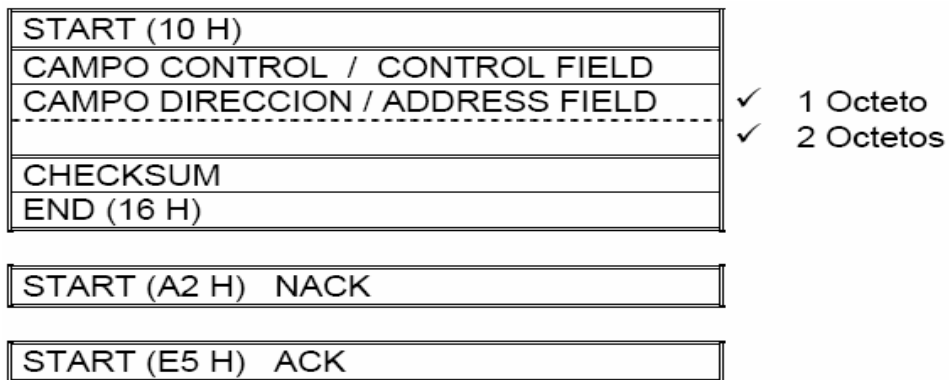 START (10 H)
CAMPO CONTROL / CONTROL FIELD
CAMPO DIRECCION / ADDRESS FIELD ✓ 1 Octeto
✓ 2 Octetos
CHECKSUM
END (16 H)
START (A2 H) NACK
START (E5 H) ACK